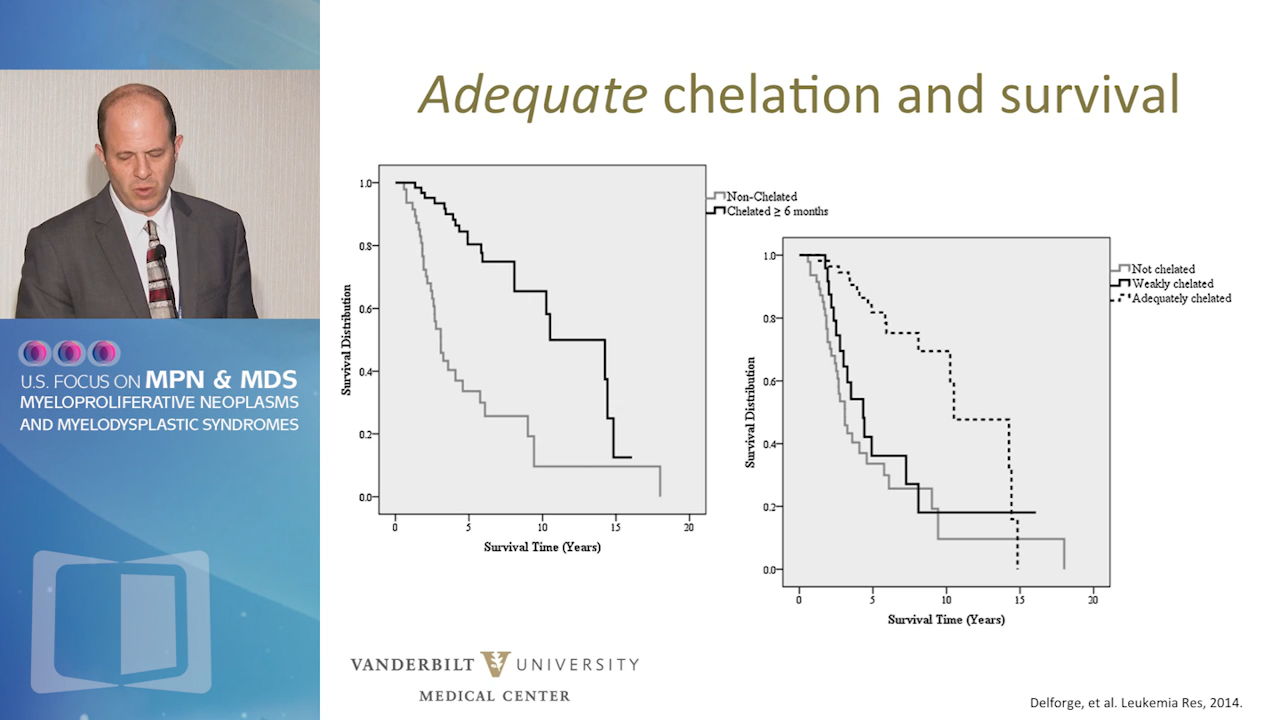 Adequate chelation and survival
1.0
0.8
0.6
0.4
0.2
0.0
Survival Distribution
0 5 10 15 20
Survival Time (Years)
Non-Chelated
Chelated ≥ 6 months
1.0
0.8
0.6
0.4
0.2
0.0
Survival Distribution
0 5 10 15 20
Survival Time (Years)
Not chelated
Weakly chelated
Adequately chelated
U.S. FOCUS ON MPN & MDS
MYELOPROLIFERATIVE NEOPLASMS
AND MYELODYSPLASTIC SYNDROMES
VANDERBILT V UNIVERSITY
MEDICAL CENTER
Delforge, et al. Leukemia Res, 2014.